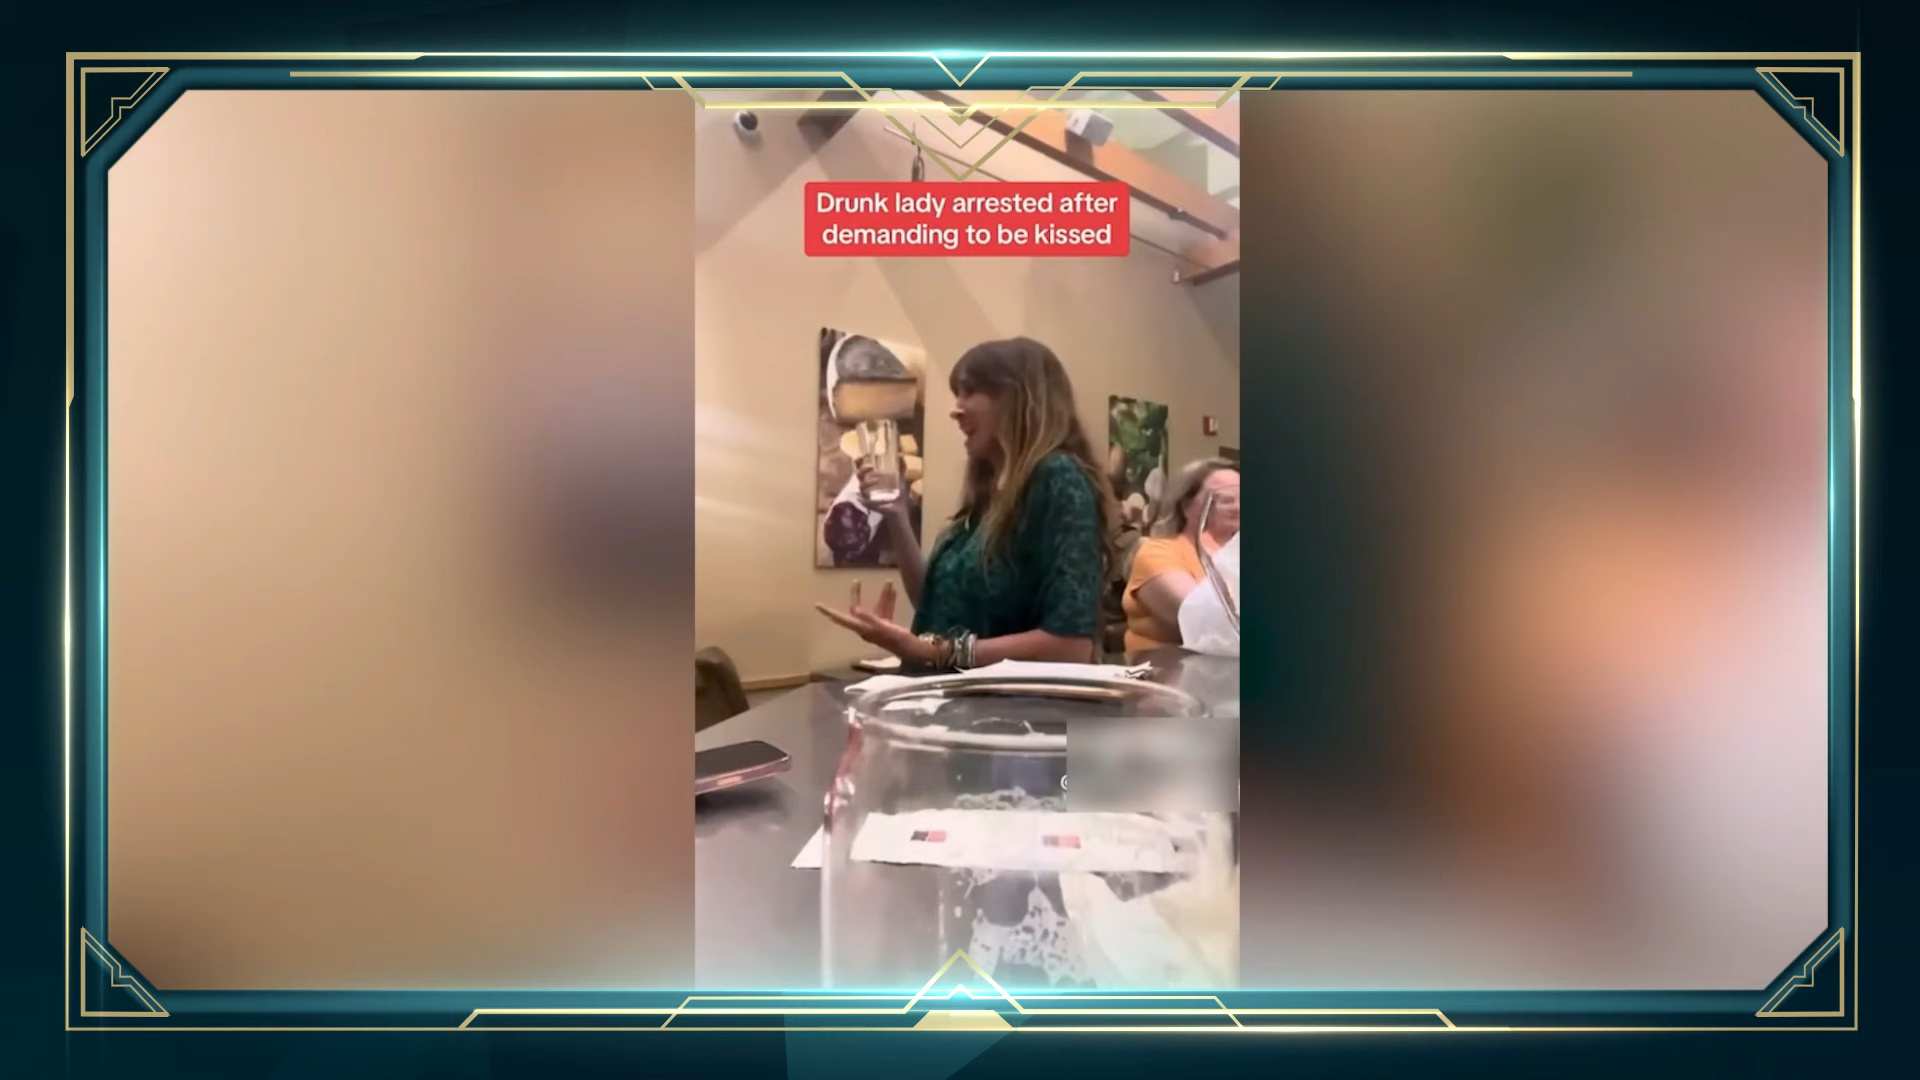 Drunk lady arrested after
demanding to be kissed